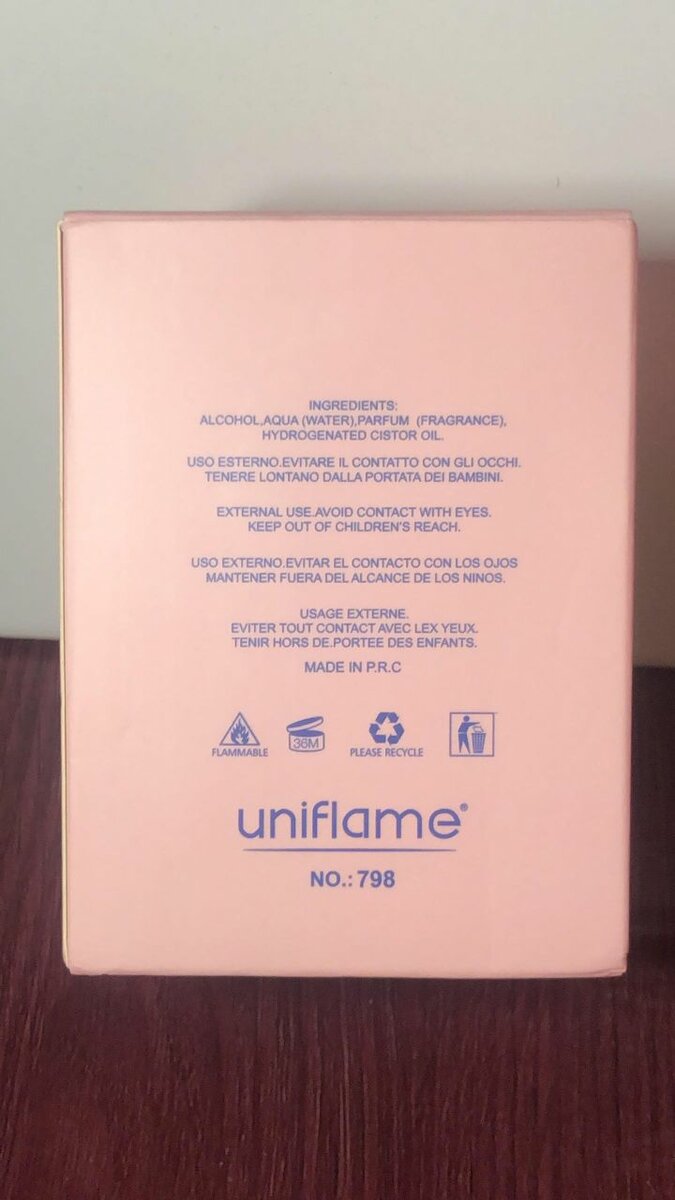 INGREDIENTS:
ALCOHOL,AQUA (WATER),PARFUM (FRAGRANCE),
HYDROGENATED CISTOR OIL.
USO ESTERNO.EVITARE IL CONTATTO CON GLI OCCHI.
TENERE LONTANO DALLA PORTATA DEI BAMBINI.
EXTERNAL USE.AVOID CONTACT WITH EYES.
KEEP OUT OF CHILDREN'S REACH.
USO EXTERNO.EVITAR EL CONTACTO CON LOS OJOS
MANTENER FUERA DEL ALCANCE DE LOS NINOS.
USAGE EXTERNE.
EVITER TOUT CONTACT AVEC LEX YEUX.
TENIR HORS DE.PORTEE DES ENFANTS.
MADE IN P.R.C
FLAMMABLE 36M PLEASE RECYCLE
uniflame®
NO.: 798